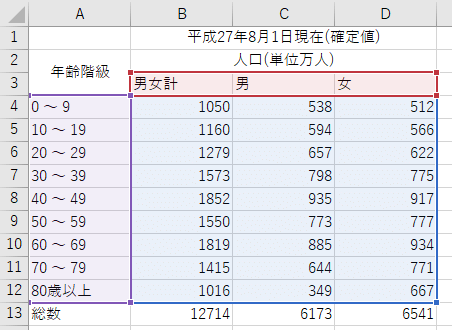 A B C D
1 平成27年8月1日現在(確定値)
2 年齢階級 人口(単位万人)
3 男女計 男 女
4 0 ～ 9 1050 538 512
5 10 ～ 19 1160 594 566
6 20 ～ 29 1279 657 622
7 30 ～ 39 1573 798 775
8 40 ～ 49 1852 935 917
9 50 ～ 59 1550 773 777
10 60 ～ 69 1819 885 934
11 70 ～ 79 1415 644 771
12 80歳以上 1016 349 667
13 総数 12714 6173 6541